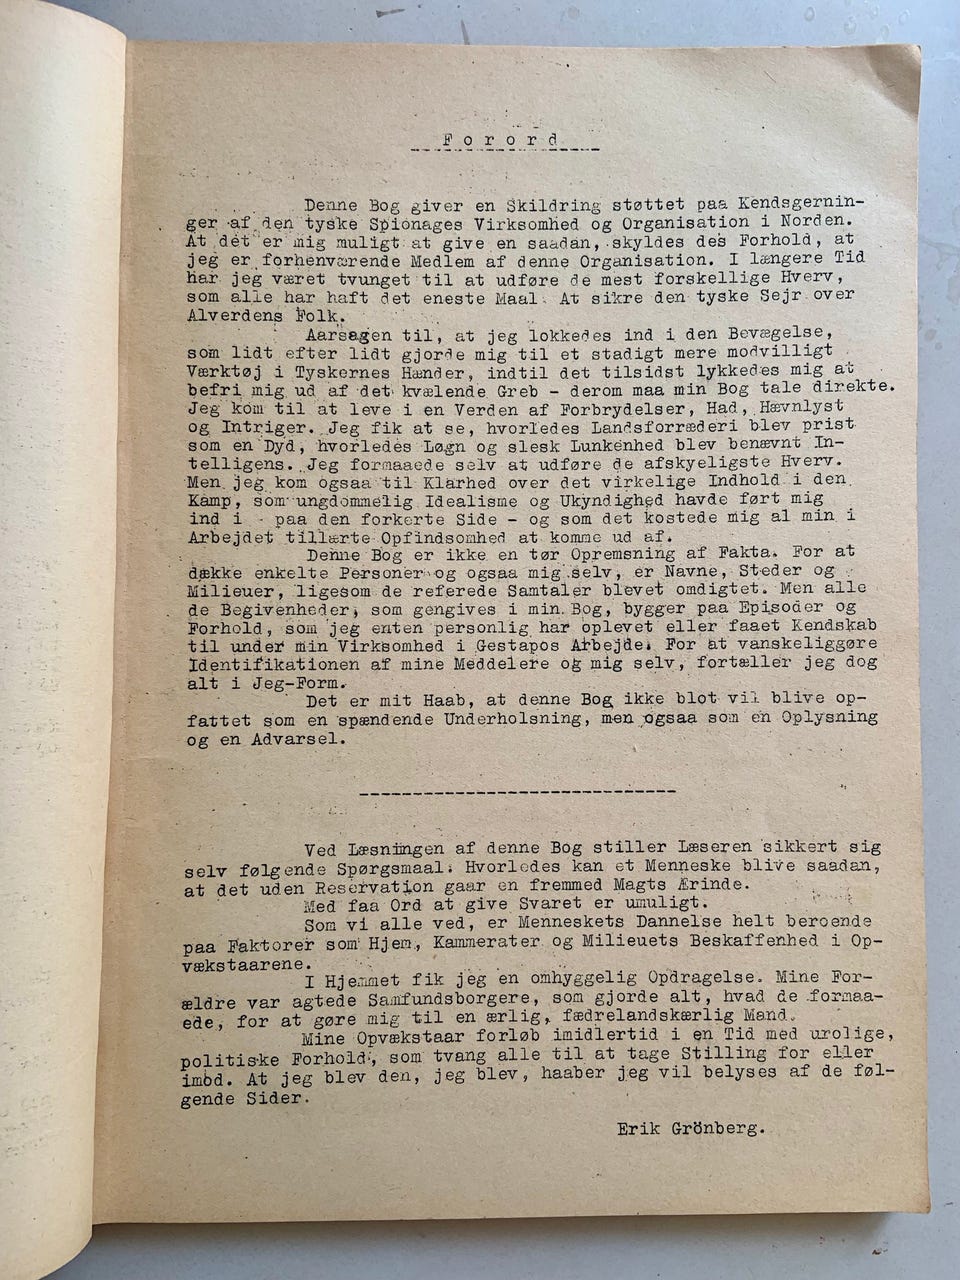 Forord
Denne Bog giver en Skildring støttet paa Kendsgernin-
ger af den tyske Spionages Virksomhed og Organisation i Norden.
At det er mig muligt at give en saadan, skyldes des Forhold, at
jeg er forhenværende Medlem af denne Organisation. I længere Tid
har jeg været tvunget til at udføre de mest forskellige Hverv,
som alle har haft det eneste Maal. At sikre den tyske Sejr over
Alverdens Folk.
Aarsagen til, at jeg lokkedes ind i den Bevægelse,
som lidt efter lidt gjorde mig til et stadigt mere modvilligt
Værktøj i Tyskernes Hænder, indtil det tilsidst lykkedes mig at
befri mig ud af det kvælende Greb - derom maa min Bog tale direkte.
Jeg kom til at leve i en Verden af Forbrydelser, Had, Hævnlyst
og Intriger. Jeg fik at se, hvorledes Landsforræderi blev prist
som en Dyd, hvorledes Løgn og slesk Lunkenhed blev benævnt In-
telligens. Jeg formaaede selv at udføre de afskyeligste Hverv.
Men jeg kom ogsaa til Klarhed over det virkelige Indhold i den
Kamp, som ungdommelig Idealisme og Ukyndighed havde ført mig
ind i - paa den forkerte Side - og som det kostede mig al min i
Arbejdet tillærte Opfindsomhed at komme ud af.
Denne Bog er ikke en tør Opremsning af Fakta. For at
dække enkelte Personer og ogsaa mig selv, er Navne, Steder og
Milieuer, ligesom de referede Samtaler blevet omdigtet. Men alle
de Begivenheder, som gengives i min Bog, bygger paa Episoder og
Forhold, som jeg enten personlig har oplevet eller faaet Kendskab
til under min Virksomhed i Gestapos Arbejde. For at vanskeliggøre
Identifikationen af mine Meddelere og mig selv, fortæller jeg dog
alt i Jeg-Form.
Det er mit Haab, at denne Bog ikke blot vil blive op-
fattet som en spændende Underholsning, men ogsaa som en Oplysning
og en Advarsel.
Ved Læsningen af denne Bog stiller Læseren sikkert sig
selv følgende Spørgsmaal. Hvorledes kan et Menneske blive saadan,
at det uden Reservation gaar en fremmed Magts Ærinde.
Med faa Ord at give Svaret er umuligt.
Som vi alle ved, er Menneskets Dannelse helt beroende
paa Faktorer som Hjem, Kammerater og Milieuets Beskaffenhed i Op-
vækstaarene.
I Hjemmet fik jeg en omhyggelig Opdragelse. Mine For-
ældre var agtede Samfundsborgere, som gjorde alt, hvad de formaa-
ede, for at gøre mig til en ærlig, fædrelandskærlig Mand.
Mine Opvækstaar forløb imidlertid i en Tid med urolige,
politiske Forhold, som tvang alle til at tage Stilling for eller
imod. At jeg blev den, jeg blev, haaber jeg vil belyses af de føl-
gende Sider.
Erik Grönberg.